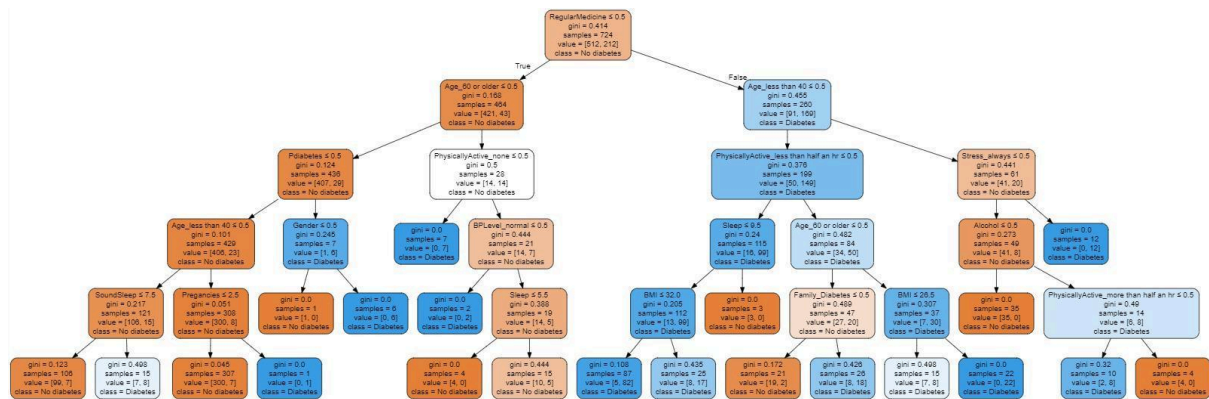 RegularMedicine ≤ 0.5
gini = 0.414
samples = 724
value = [512, 212]
class = No diabetes
True
False
Age_60 or older ≤ 0.5
gini = 0.168
samples = 464
value = [421, 43]
class = No diabetes
Age_less than 40 ≤ 0.5
gini = 0.455
samples = 260
value = [91, 169]
class = Diabetes
Pdiabetes ≤ 0.5
gini = 0.124
samples = 436
value = [407, 29]
class = No diabetes
PhysicallyActive_none ≤ 0.5
gini = 0.5
samples = 28
value = [14, 14]
class = No diabetes
PhysicallyActive_less than half an hr ≤ 0.5
gini = 0.376
samples = 199
value = [50, 149]
class = Diabetes
Stress_always ≤ 0.5
gini = 0.441
samples = 61
value = [41, 20]
class = No diabetes
Age_less than 40 ≤ 0.5
gini = 0.101
samples = 429
value = [406, 23]
class = No diabetes
Gender ≤ 0.5
gini = 0.245
samples = 7
value = [1, 6]
class = Diabetes
gini = 0.0
samples = 7
value = [0, 7]
class = Diabetes
BPLevel_normal ≤ 0.5
gini = 0.444
samples = 21
value = [14, 7]
class = No diabetes
Sleep ≤ 9.5
gini = 0.24
samples = 115
value = [16, 99]
class = Diabetes
Age_60 or older ≤ 0.5
gini = 0.482
samples = 84
value = [34, 50]
class = Diabetes
Alcohol ≤ 0.5
gini = 0.273
samples = 49
value = [41, 8]
class = No diabetes
gini = 0.0
samples = 12
value = [0, 12]
class = Diabetes
SoundSleep ≤ 7.5
gini = 0.217
samples = 121
value = [106, 15]
class = No diabetes
Pregancies ≤ 2.5
gini = 0.051
samples = 308
value = [300, 8]
class = No diabetes
gini = 0.0
samples = 1
value = [1, 0]
class = No diabetes
gini = 0.0
samples = 6
value = [0, 6]
class = Diabetes
gini = 0.0
samples = 2
value = [0, 2]
class = Diabetes
Sleep ≤ 5.5
gini = 0.388
samples = 19
value = [14, 5]
class = No diabetes
BMI ≤ 32.0
gini = 0.205
samples = 112
value = [13, 99]
class = Diabetes
gini = 0.0
samples = 3
value = [3, 0]
class = No diabetes
Family_Diabetes ≤ 0.5
gini = 0.489
samples = 47
value = [27, 20]
class = No diabetes
BMI ≤ 26.5
gini = 0.307
samples = 37
value = [7, 30]
class = Diabetes
gini = 0.0
samples = 35
value = [35, 0]
class = No diabetes
PhysicallyActive_more than half an hr ≤ 0.5
gini = 0.49
samples = 14
value = [6, 8]
class = Diabetes
gini = 0.123
samples = 106
value = [99, 7]
class = No diabetes
gini = 0.498
samples = 15
value = [7, 8]
class = Diabetes
gini = 0.045
samples = 307
value = [300, 7]
class = No diabetes
gini = 0.0
samples = 1
value = [0, 1]
class = Diabetes
gini = 0.0
samples = 4
value = [4, 0]
class = No diabetes
gini = 0.444
samples = 15
value = [10, 5]
class = No diabetes
gini = 0.108
samples = 87
value = [5, 82]
class = Diabetes
gini = 0.435
samples = 25
value = [8, 17]
class = Diabetes
gini = 0.172
samples = 21
value = [19, 2]
class = No diabetes
gini = 0.426
samples = 26
value = [8, 18]
class = Diabetes
gini = 0.498
samples = 15
value = [7, 8]
class = Diabetes
gini = 0.0
samples = 22
value = [0, 22]
class = Diabetes
gini = 0.32
samples = 10
value = [2, 8]
class = Diabetes
gini = 0.0
samples = 4
value = [4, 0]
class = No diabetes